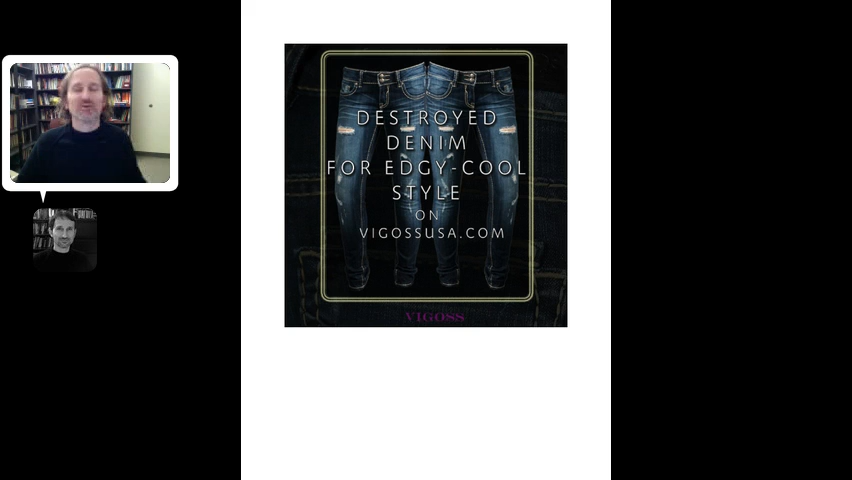 DESTROYED
DENIM
FOR EDGY-COOL
STYLE
ON
VIGOSSUSA.COM
VIGOSS